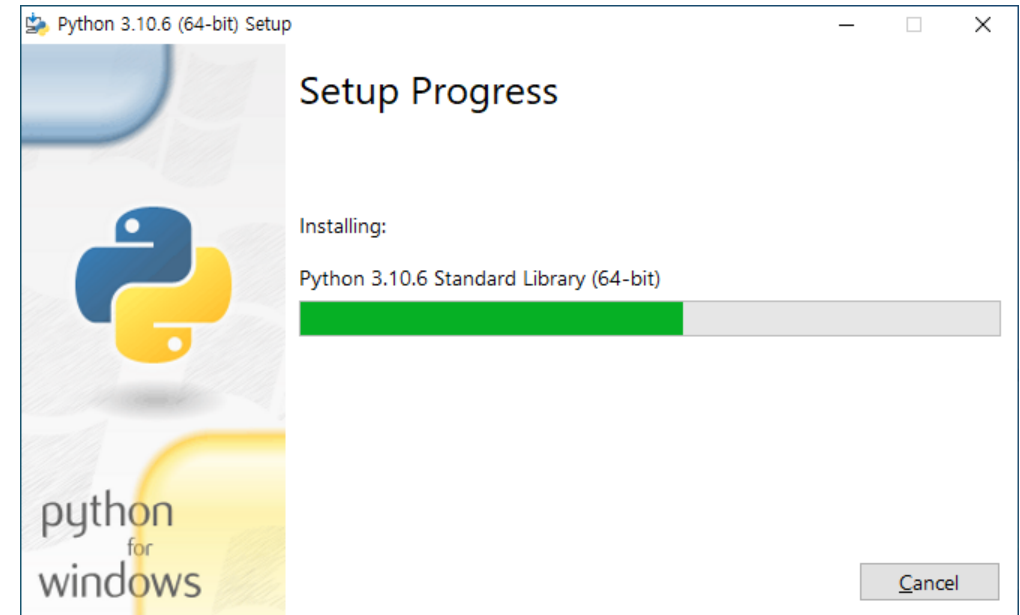 Python 3.10.6 (64-bit) Setup
Setup Progress
Installing:
Python 3.10.6 Standard Library (64-bit)
python
for
windows
Cancel